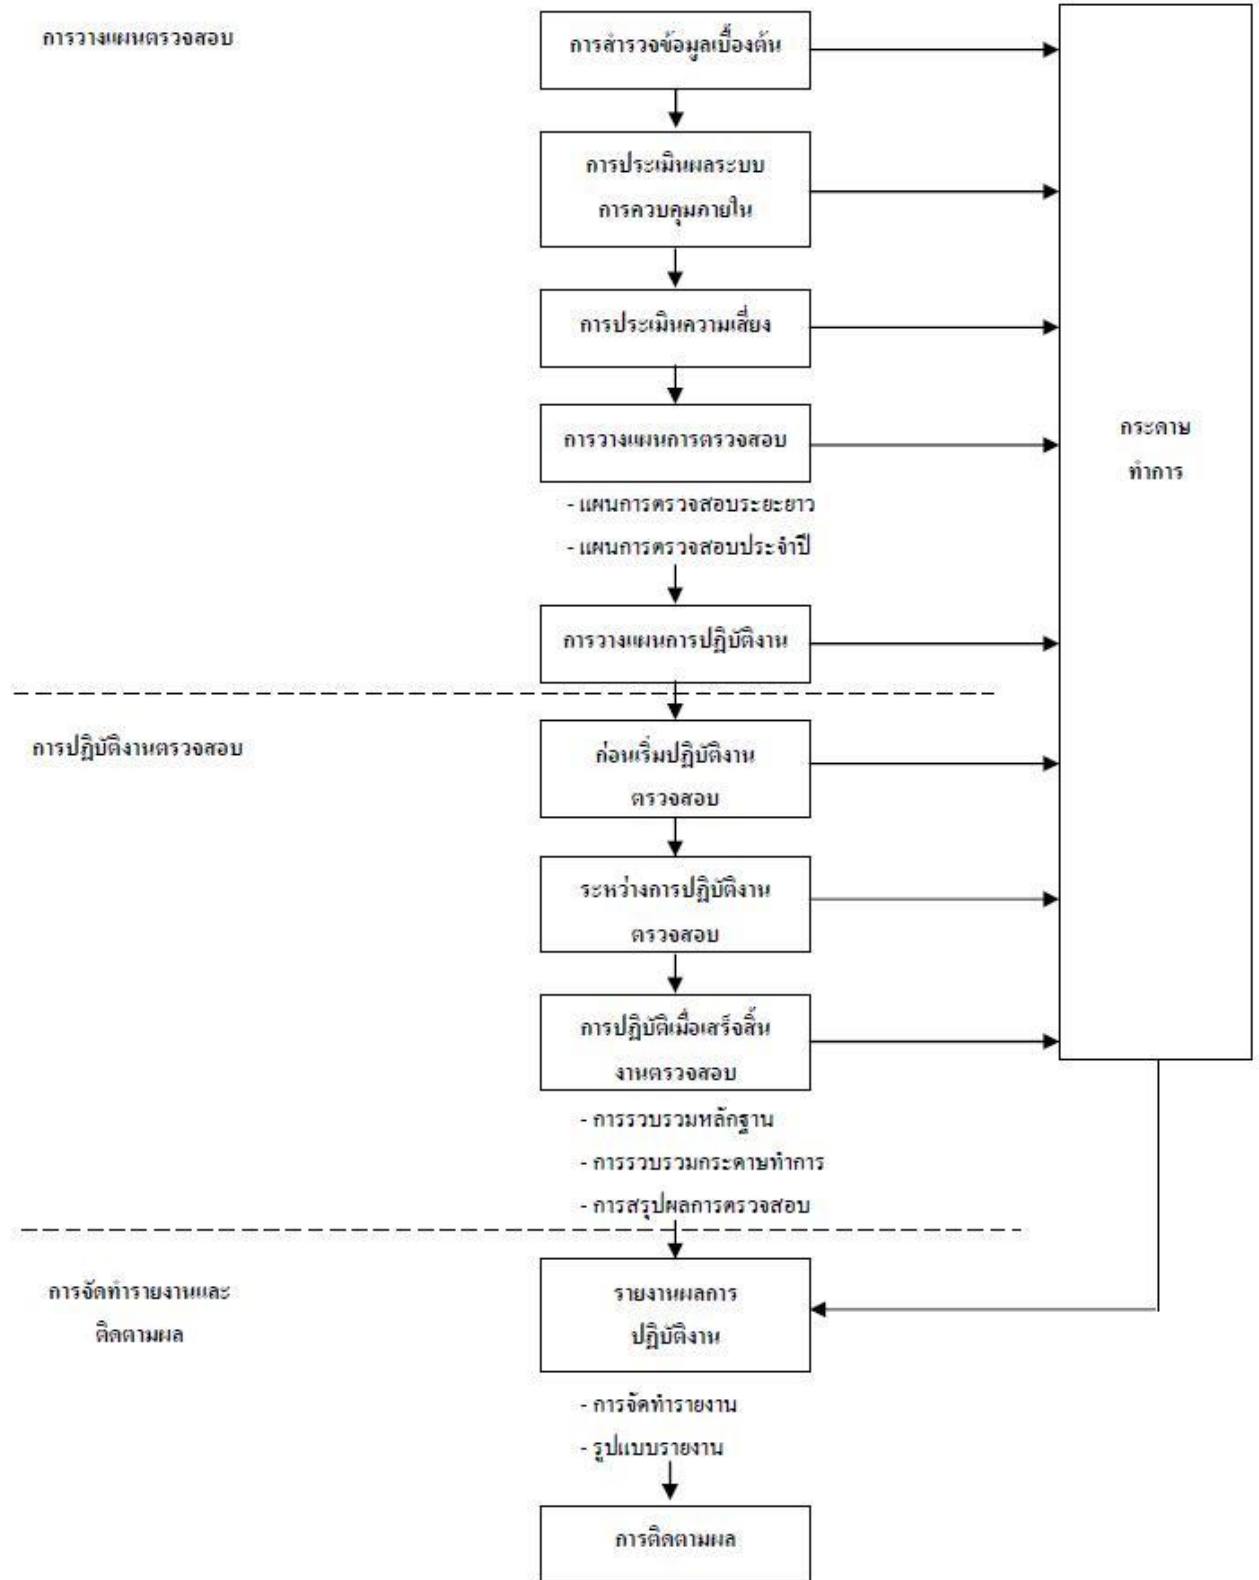 การวางแผนตรวจสอบ
การสำรวจข้อมูลเบื้องต้น
การประเมินผลระบบ
การควบคุมภายใน
การประเมินความเสี่ยง
การวางแผนการตรวจสอบ
- แผนการตรวจสอบระยะยาว
- แผนการตรวจสอบประจำปี
การวางแผนการปฏิบัติงาน
กระดาษ
ทำการ
การปฏิบัติงานตรวจสอบ
ก่อนเริ่มปฏิบัติงาน
ตรวจสอบ
ระหว่างการปฏิบัติงาน
ตรวจสอบ
การปฏิบัติเมื่อเสร็จสิ้น
งานตรวจสอบ
- การรวบรวมหลักฐาน
- การรวบรวมกระดาษทำการ
- การสรุปผลการตรวจสอบ
การจัดทำรายงานและ
ติดตามผล
รายงานผลการ
ปฏิบัติงาน
- การจัดทำรายงาน
- รูปแบบรายงาน
การติดตามผล